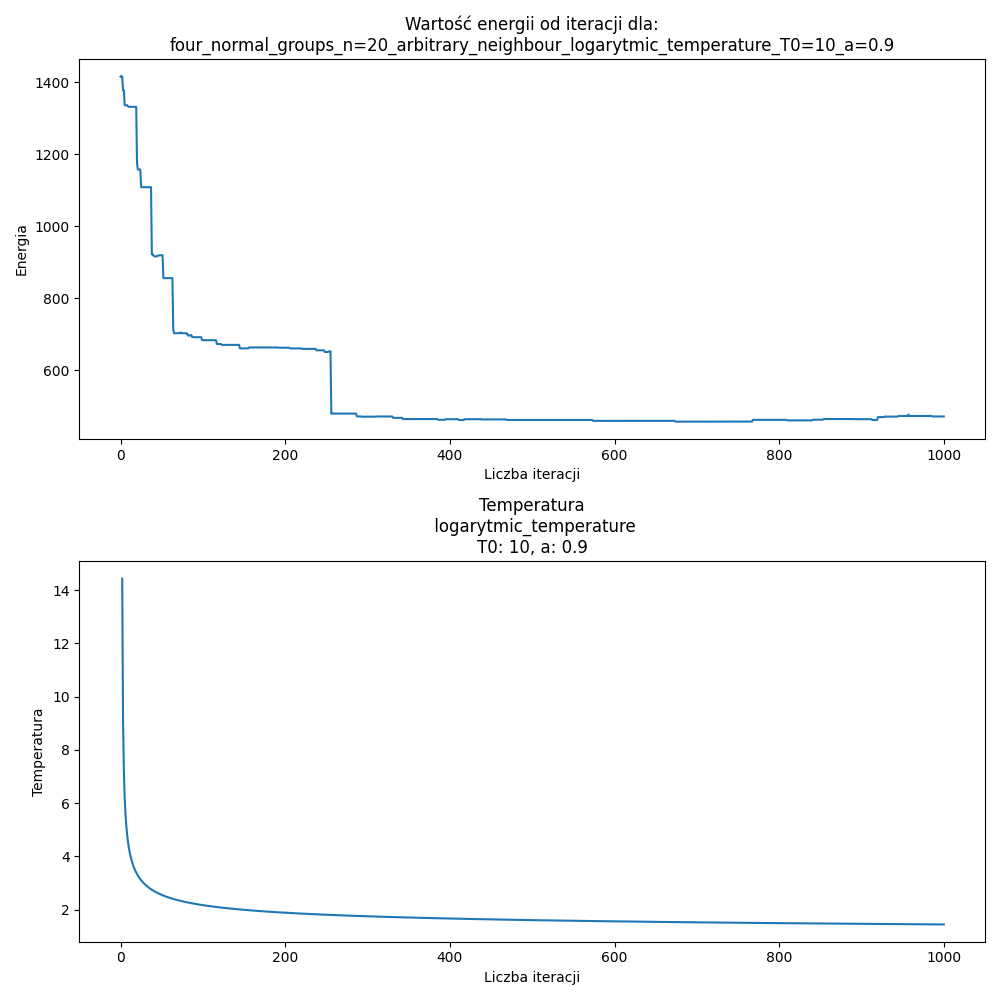 Wartość energii od iteracji dla:
four_normal_groups_n=20_arbitrary_neighbour_logarytmic_temperature_T0=10_a=0.9
1400
1200
1000
800
600
Energia
0 200 400 600 800 1000
Liczba iteracji
Temperatura
logarytmic_temperature
T0: 10, a: 0.9
14
12
10
8
6
4
2
Temperatura
0 200 400 600 800 1000
Liczba iteracji